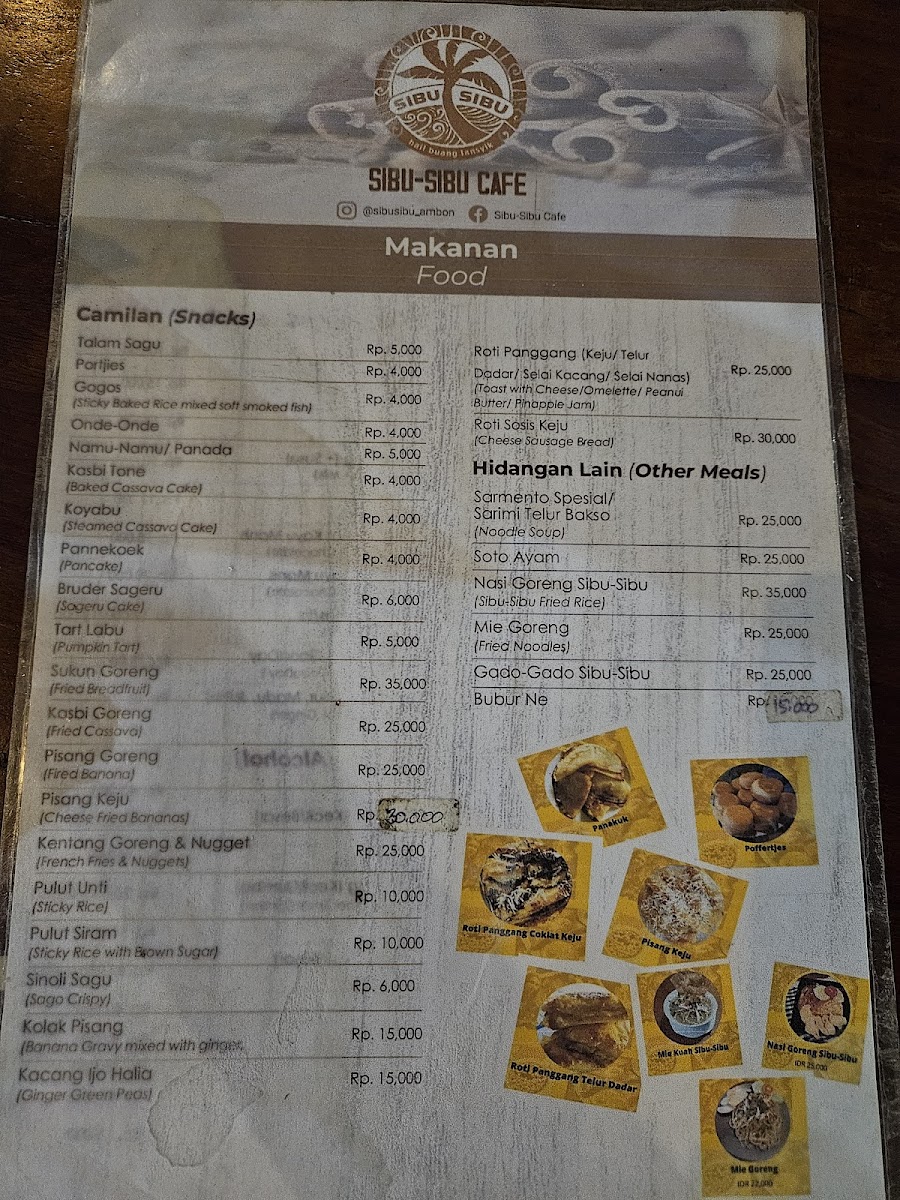 SIBU SIBU
SIBU-SIBU CAFE
@sibusibu_ambon Sibu-Sibu Cafe
Makanan
Food
Camilan (Snacks)
Talam Sagu Rp. 5,000
Portjies Rp. 4,000
Gogos
(Sticky Baked Rice mixed soft smoked fish) Rp. 4,000
Onde-Onde Rp. 4,000
Namu-Namu/ Panada Rp. 5,000
Kasbi Tone
(Baked Cassava Cake) Rp. 4,000
Koyabu
(Steamed Cassava Cake) Rp. 4,000
Pannekoek
(Pancake) Rp. 4,000
Bruder Sageru
(Sageru Cake) Rp. 6,000
Tart Labu
(Pumpkin Tart) Rp. 5,000
Sukun Goreng
(Fried Breadfruit) Rp. 35,000
Kasbi Goreng
(Fried Cassava) Rp. 25,000
Pisang Goreng
(Fired Banana) Rp. 25,000
Pisang Keju
(Cheese Fried Bananas) Rp. 30.000
Kentang Goreng & Nugget
(French Fries & Nuggets) Rp. 25,000
Pulut Unti
(Sticky Rice) Rp. 10,000
Pulut Siram
(Sticky Rice with Brown Sugar) Rp. 10,000
Sinoli Sagu
(Sago Crispy) Rp. 6,000
Kolak Pisang
(Banana Gravy mixed with ginger Rp. 15,000
Kacang Ijo Halia
(Ginger Green Peas) Rp. 15,000
Roti Panggang (Keju/ Telur
Dadar/ Selai Kacang/ Selai Nanas) Rp. 25,000
(Toast with Cheese/Omelette/ Peanut
Butter/ Pinapple Jam)
Roti Sosis Keju
(Cheese Sausage Bread) Rp. 30,000
Hidangan Lain (Other Meals)
Sarmento Spesial/
Sarimi Telur Bakso Rp. 25,000
(Noodle Soup)
Soto Ayam Rp. 25.000
Nasi Goreng Sibu-Sibu
(Sibu-Sibu Fried Rice) Rp. 35,000
Mie Goreng
(Fried Noodles) Rp. 25,000
Gado-Gado Sibu-Sibu Rp. 25,000
Bubur Ne Rp. 15.000
Panekuk
Poffertjes
Roti Panggang Coklat Keju
Pisang Keju
Roti Panggang Telur Dadar
Mie Kuah Sibu-Sibu
Nasi Goreng Sibu-Sibu
IDR 25,000
Mie Goreng
IDR 22,000